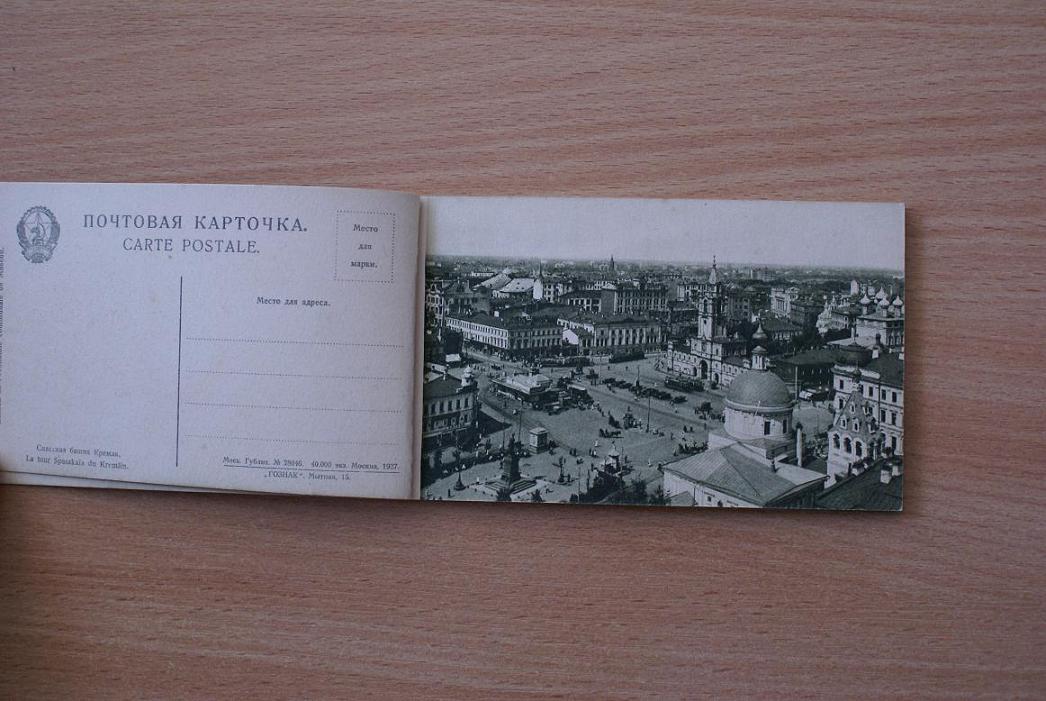 ПОЧТОВАЯ КАРТОЧКА.
CARTE POSTALE.
Место
для
марки.
Место для адреса.
Спасская башня Кремля.
La tour Spasskaïa du Kremlin.
Моск. Гублит. № 28046. 40.000 экз. Москва, 1927.
„ГОЗНАК". Мытная, 15.